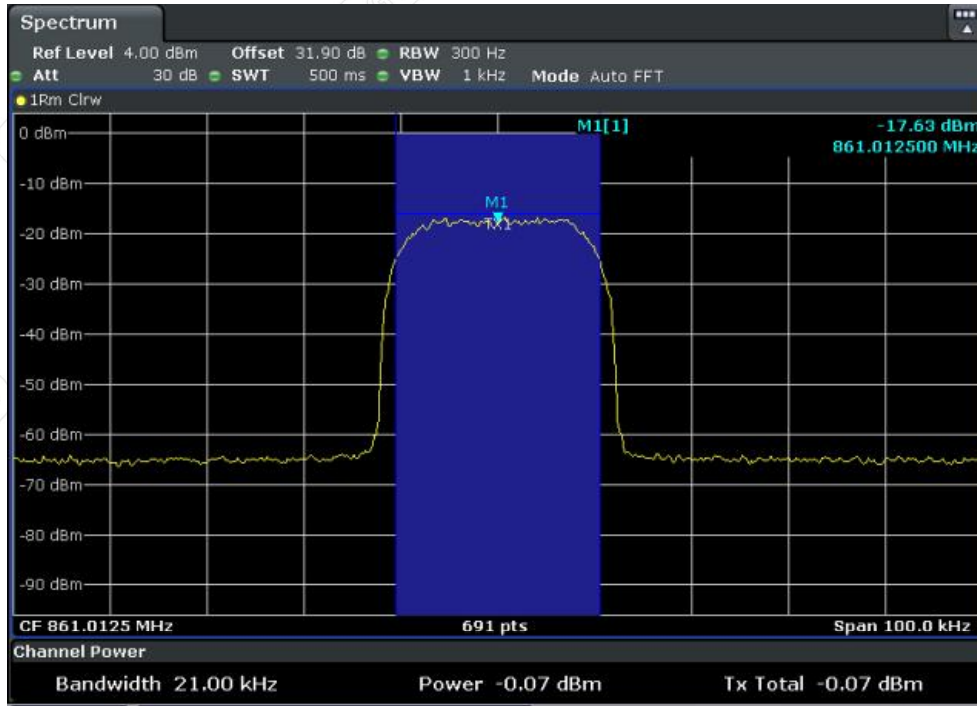 Spectrum
Ref Level 4.00 dBm Offset 31.90 dB RBW 300 Hz
Att 30 dB SWT 500 ms VBW 1 kHz Mode Auto FFT
1Rm Clrw
0 dBm
M1[1] -17.63 dBm
861.012500 MHz
-10 dBm
M1
-20 dBm
-30 dBm
-40 dBm
-50 dBm
-60 dBm
-70 dBm
-80 dBm
-90 dBm
CF 861.0125 MHz 691 pts Span 100.0 kHz
Channel Power
Bandwidth 21.00 kHz Power -0.07 dBm Tx Total -0.07 dBm